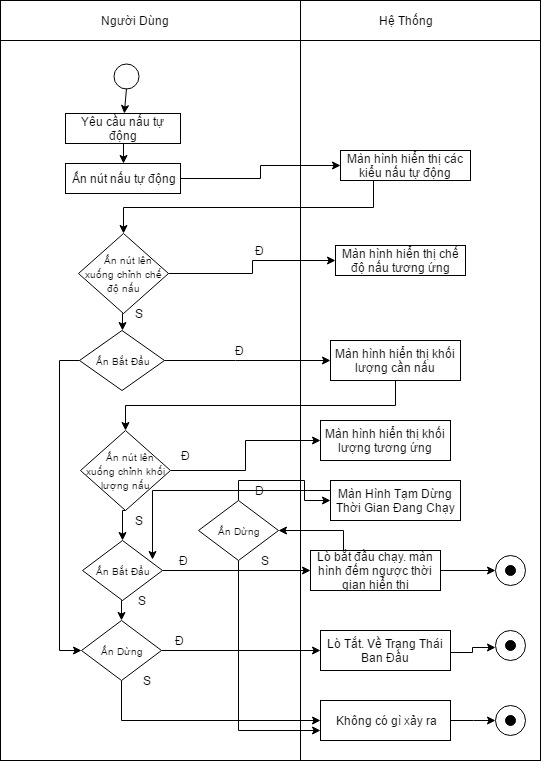 Người Dùng
Hệ Thống
Yêu cầu nấu tự
động
Ấn nút nấu tự động
Màn hình hiển thị các
kiểu nấu tự động
Ấn nút lên
xuống chỉnh chế
độ nấu
Đ
Màn hình hiển thị chế
độ nấu tương ứng
S
Ấn Bắt Đầu
Đ
Màn hình hiển thị khối
lượng cần nấu
Ấn nút lên
xuống chỉnh khối
lượng nấu
Đ
Màn hình hiển thị khối
lượng tương ứng
S
Đ
Màn Hình Tạm Dừng
Thời Gian Đang Chạy
Ấn Dừng
S
Ấn Bắt Đầu
Đ
Lò bắt đầu chạy. màn
hình đếm ngược thời
gian hiển thi
S
Ấn Dừng
Đ
Lò Tắt. Về Trạng Thái
Ban Đầu
S
Không có gì xảy ra